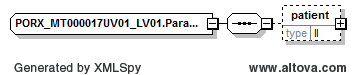 patient
PORX_MT000017UV01_LV01.Para...
type II
Generated by XMLSpy
www.altova.com